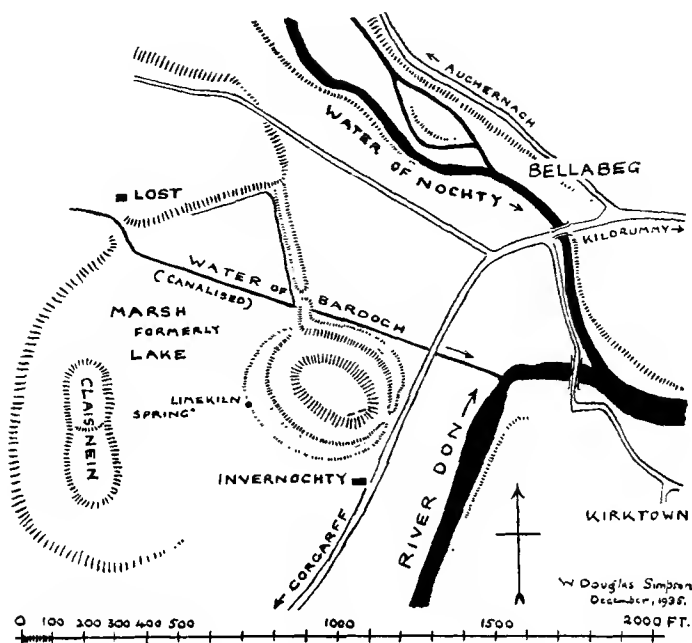 ← AUCHERNACH
WATER OF NOCHTY →
BELLABEG
KILDRUMMY →
LOST
WATER OF BARDOCH
(CANALISED)
MARSH
FORMERLY
LAKE
CLAISNEIN
LIMEKILN
SPRING
INVERNOCHTY
RIVER DON →
← CORGARFF
KIRKTOWN
W Douglas Simpson
December, 1935.
0 100 200 300 400 500 1000 1500 2000 FT.